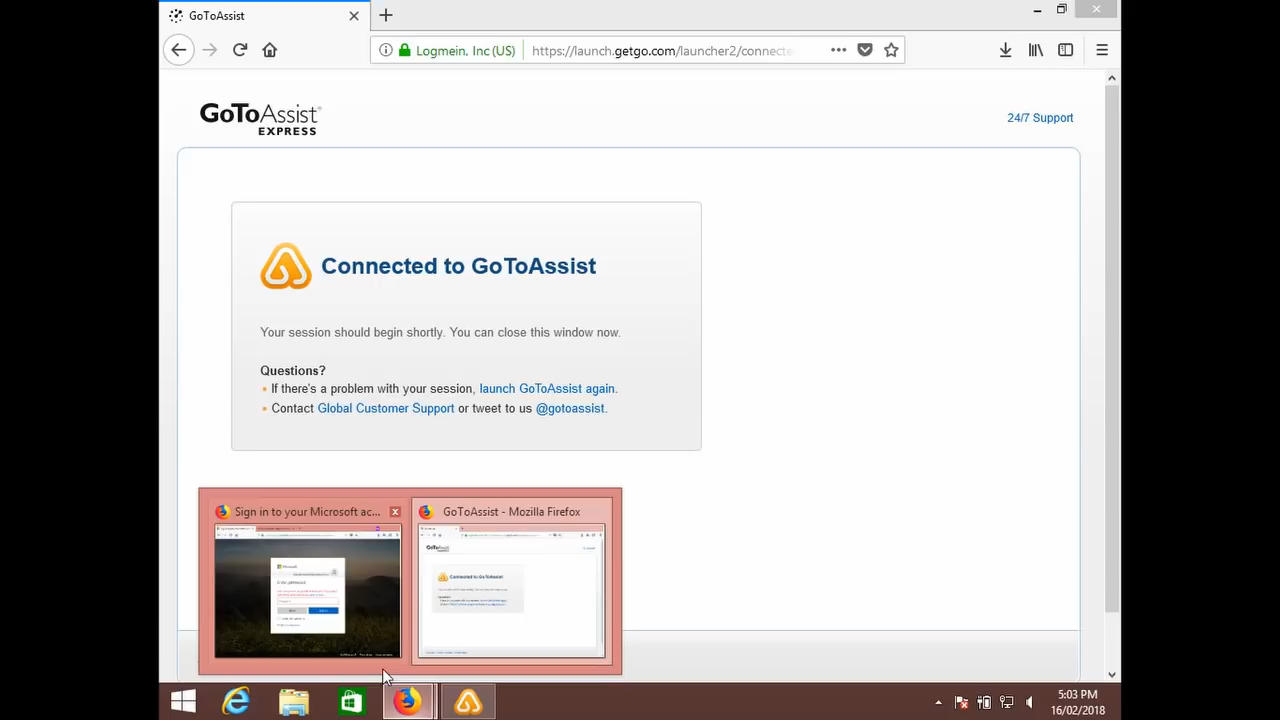 GoToAssist
Logmein, Inc (US)
https://launch.getgo.com/launcher2/connecte
GoToAssist
EXPRESS
24/7 Support
Connected to GoToAssist
Your session should begin shortly. You can close this window now.
Questions?
If there's a problem with your session, launch GoToAssist again.
Contact Global Customer Support or tweet to us @gotoassist.
Sign in to your Microsoft ac...
GoToAssist - Mozilla Firefox
Connected to GoToAssist
5:03 PM
16/02/2018